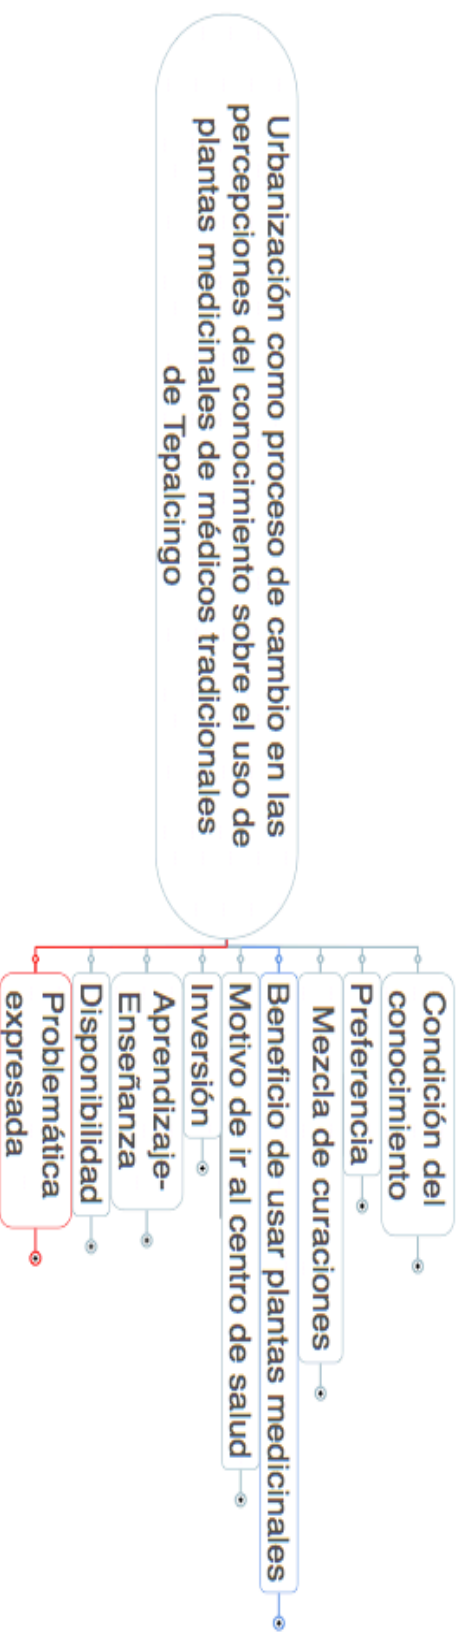 Urbanización como proceso de cambio en las
percepciones del conocimiento sobre el uso de
plantas medicinales de médicos tradicionales
de Tepalcingo
Condición del
conocimiento
Preferencia
Mezcla de curaciones
Beneficio de usar plantas medicinales
Motivo de ir al centro de salud
Inversión
Aprendizaje-
Enseñanza
Disponibilidad
Problemática
expresada